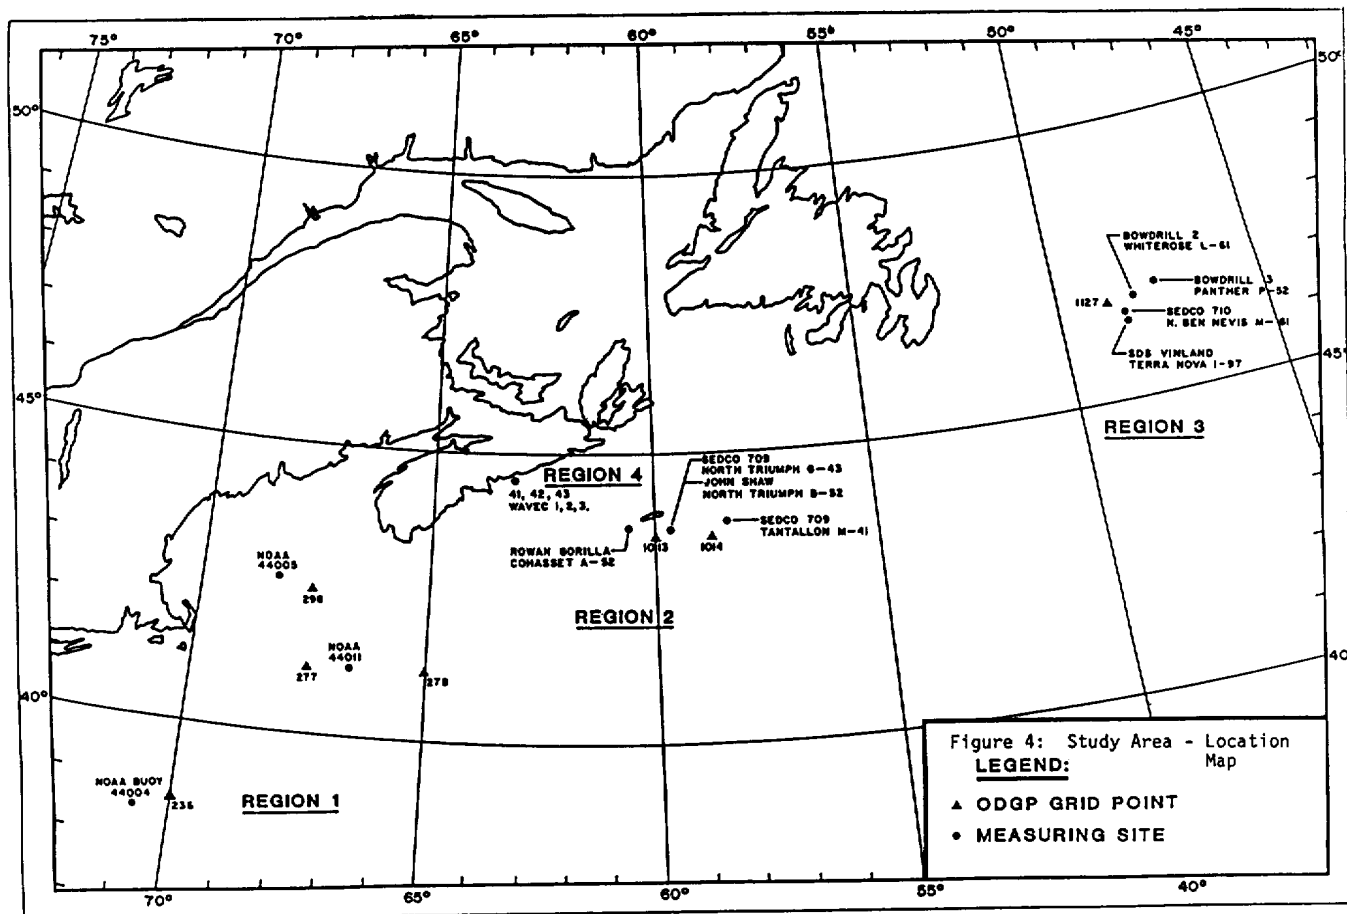 75° 70° 65° 60° 55° 50° 45°
50° 50°
BOWDRILL 2
WHITEROSE L-61
BOWDRILL 3
PANTHER P-52
1127
SEDCO 710
N. BEN NEVIS M-61
SDS VINLAND
TERRA NOVA I-97
45° 45°
REGION 3
REGION 4
41, 42, 43
WAVEC 1, 2, 3.
SEDCO 709
NORTH TRIUMPH G-43
JOHN SHAW
NORTH TRIUMPH B-52
SEDCO 709
TANTALLON M-41
ROWAN GORILLA
COHASSET A-52
1013
1014
NOAA
44005
298
REGION 2
NOAA
44011
277
279
40° 40°
NOAA BUOY
44004
235
REGION 1
Figure 4: Study Area - Location
Map
LEGEND:
▲ ODGP GRID POINT
● MEASURING SITE
70° 65° 60° 55° 40°